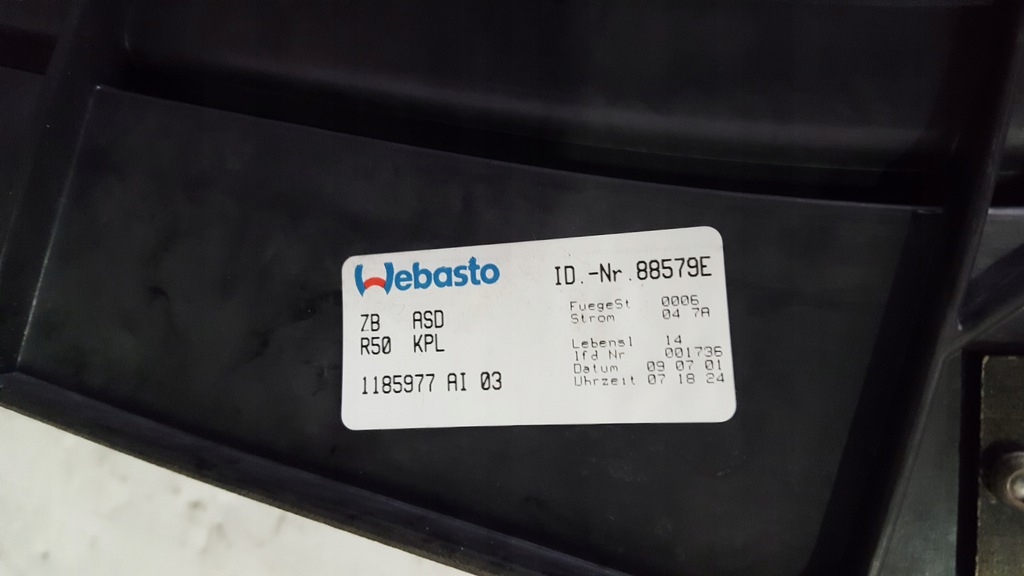 Webasto
ID.-Nr.88579E
ZB ASD
R50 KPL
1185977 AI 03
FuegeSt 0006
Strom 04 7A
Lebensl 14
lfd Nr 001736
Datum 09 07 01
Uhrzeit 07 18 24